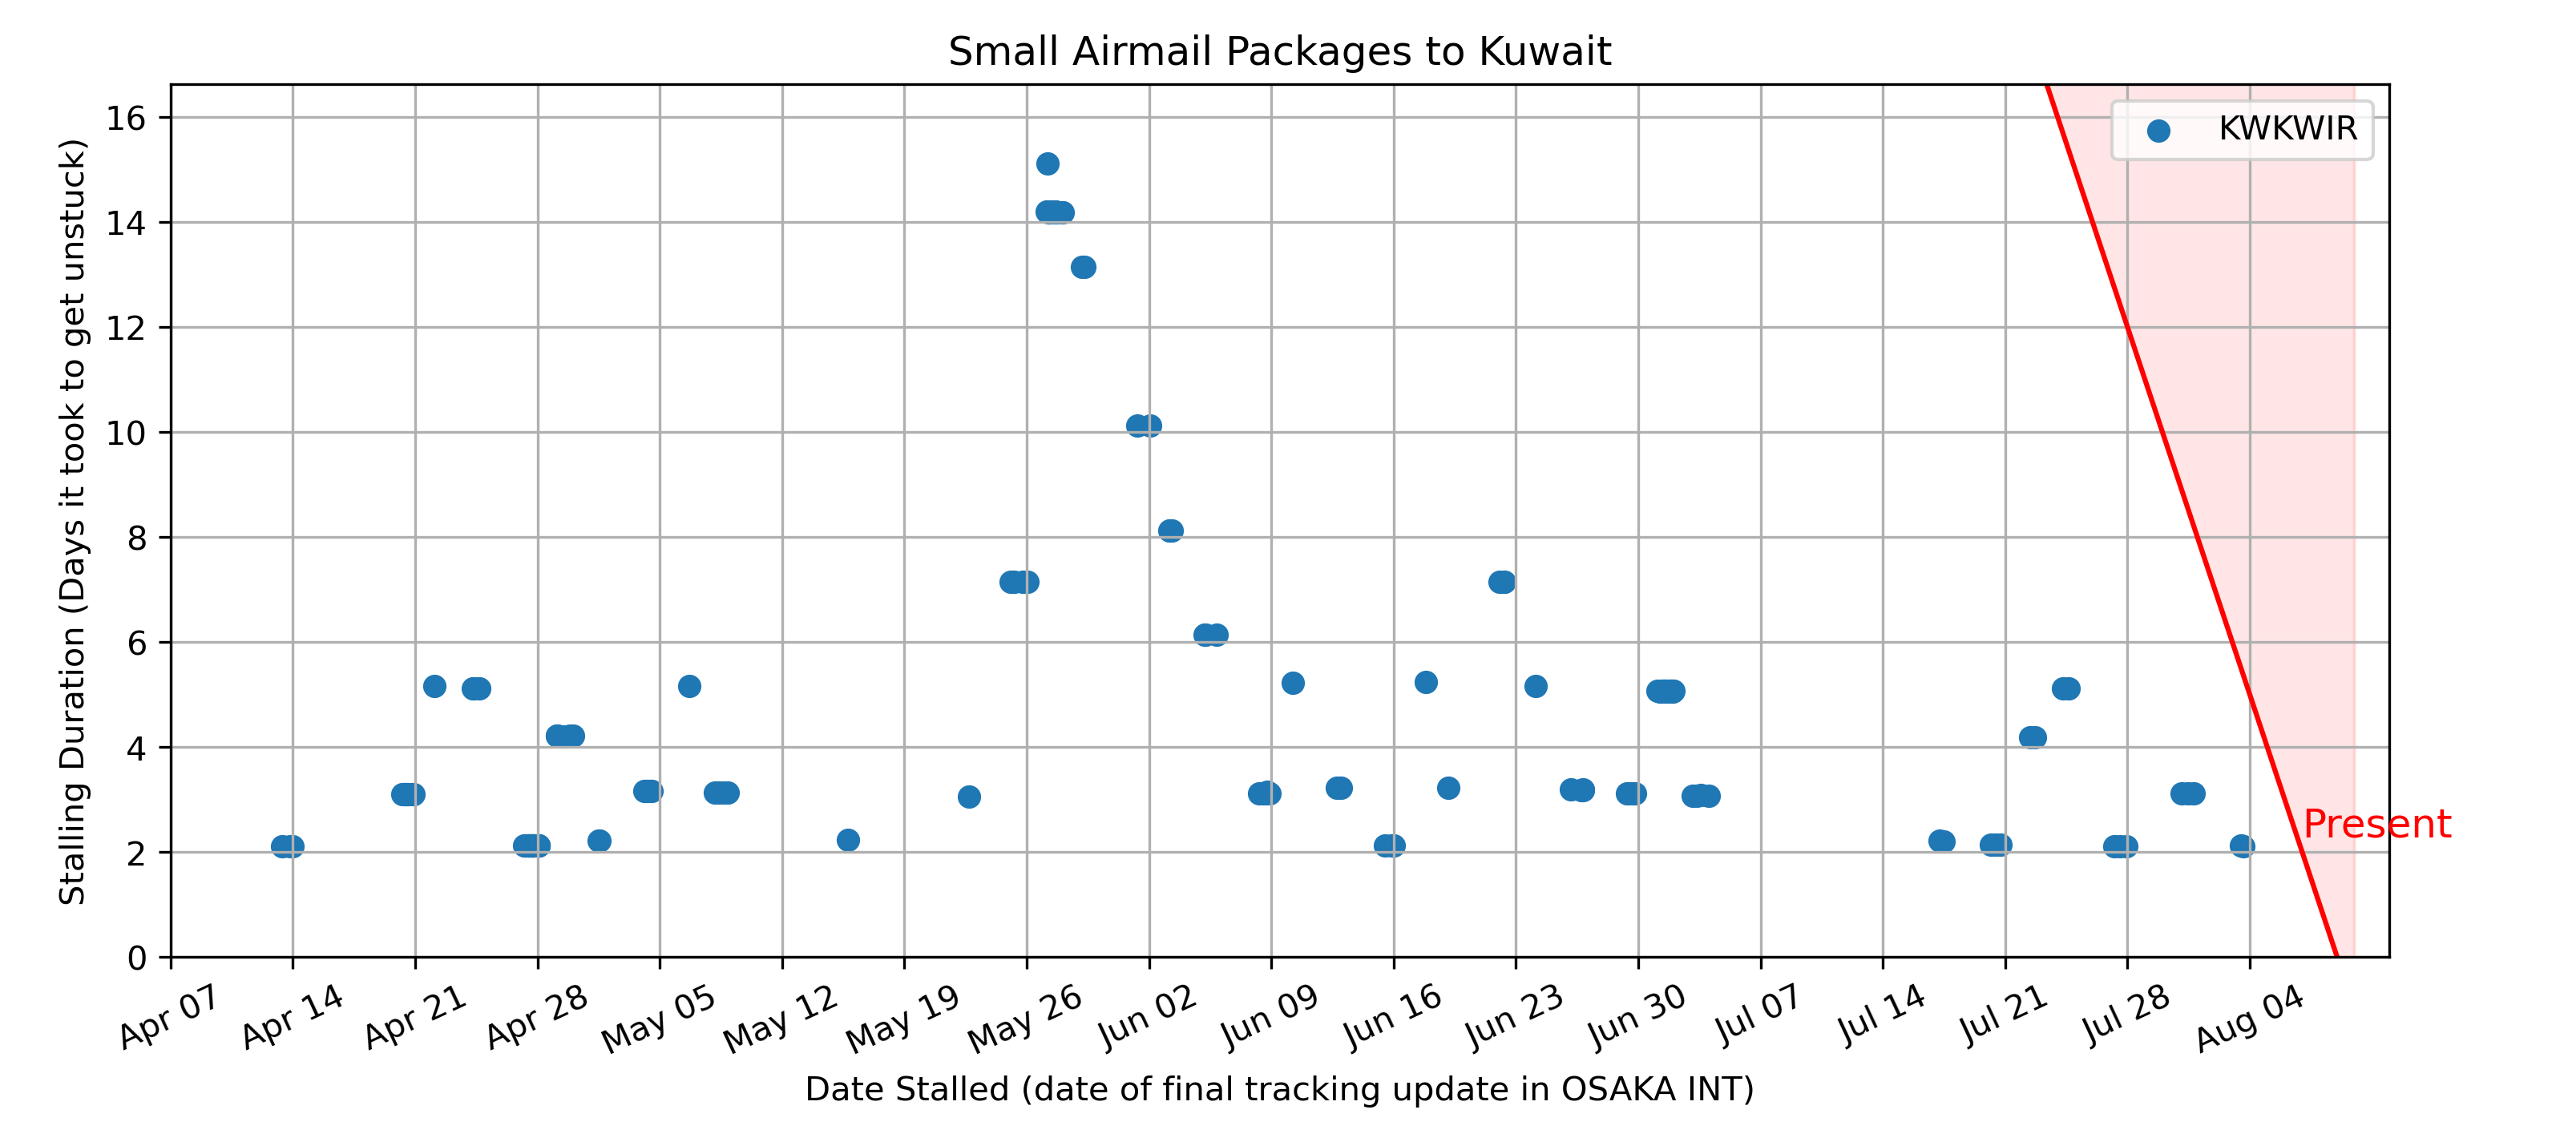 Small Airmail Packages to Kuwait
KWKWIR
Stalling Duration (Days it took to get unstuck)
16
14
12
10
8
6
4
2
0
Present
Apr 07
Apr 14
Apr 21
Apr 28
May 05
May 12
May 19
May 26
Jun 02
Jun 09
Jun 16
Jun 23
Jun 30
Jul 07
Jul 14
Jul 21
Jul 28
Aug 04
Date Stalled (date of final tracking update in OSAKA INT)